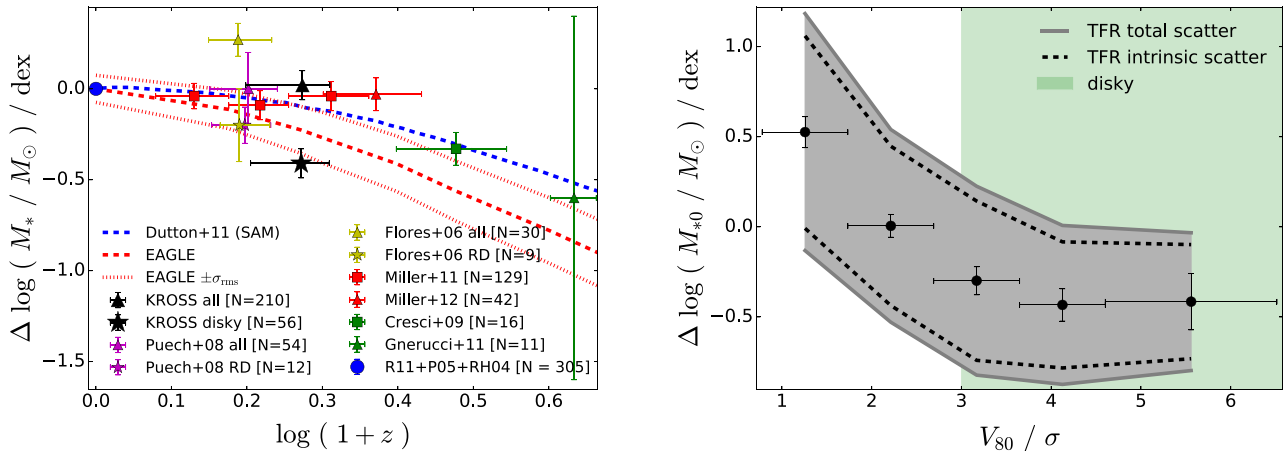 Δ log ( M* / M⊙ ) / dex
0.0
−0.5
−1.0
−1.5
Dutton+11 (SAM)
EAGLE
EAGLE ±σrms
KROSS all [N=210]
KROSS disky [N=56]
Puech+08 all [N=54]
Puech+08 RD [N=12]
Flores+06 all [N=30]
Flores+06 RD [N=9]
Miller+11 [N=129]
Miller+12 [N=42]
Cresci+09 [N=16]
Gnerucci+11 [N=11]
R11+P05+RH04 [N = 305]
0.0 0.1 0.2 0.3 0.4 0.5 0.6
log ( 1 + z )
Δ log ( M*0 / M⊙ ) / dex
1.0
0.5
0.0
−0.5
TFR total scatter
TFR intrinsic scatter
disky
1 2 3 4 5 6
V80 / σ